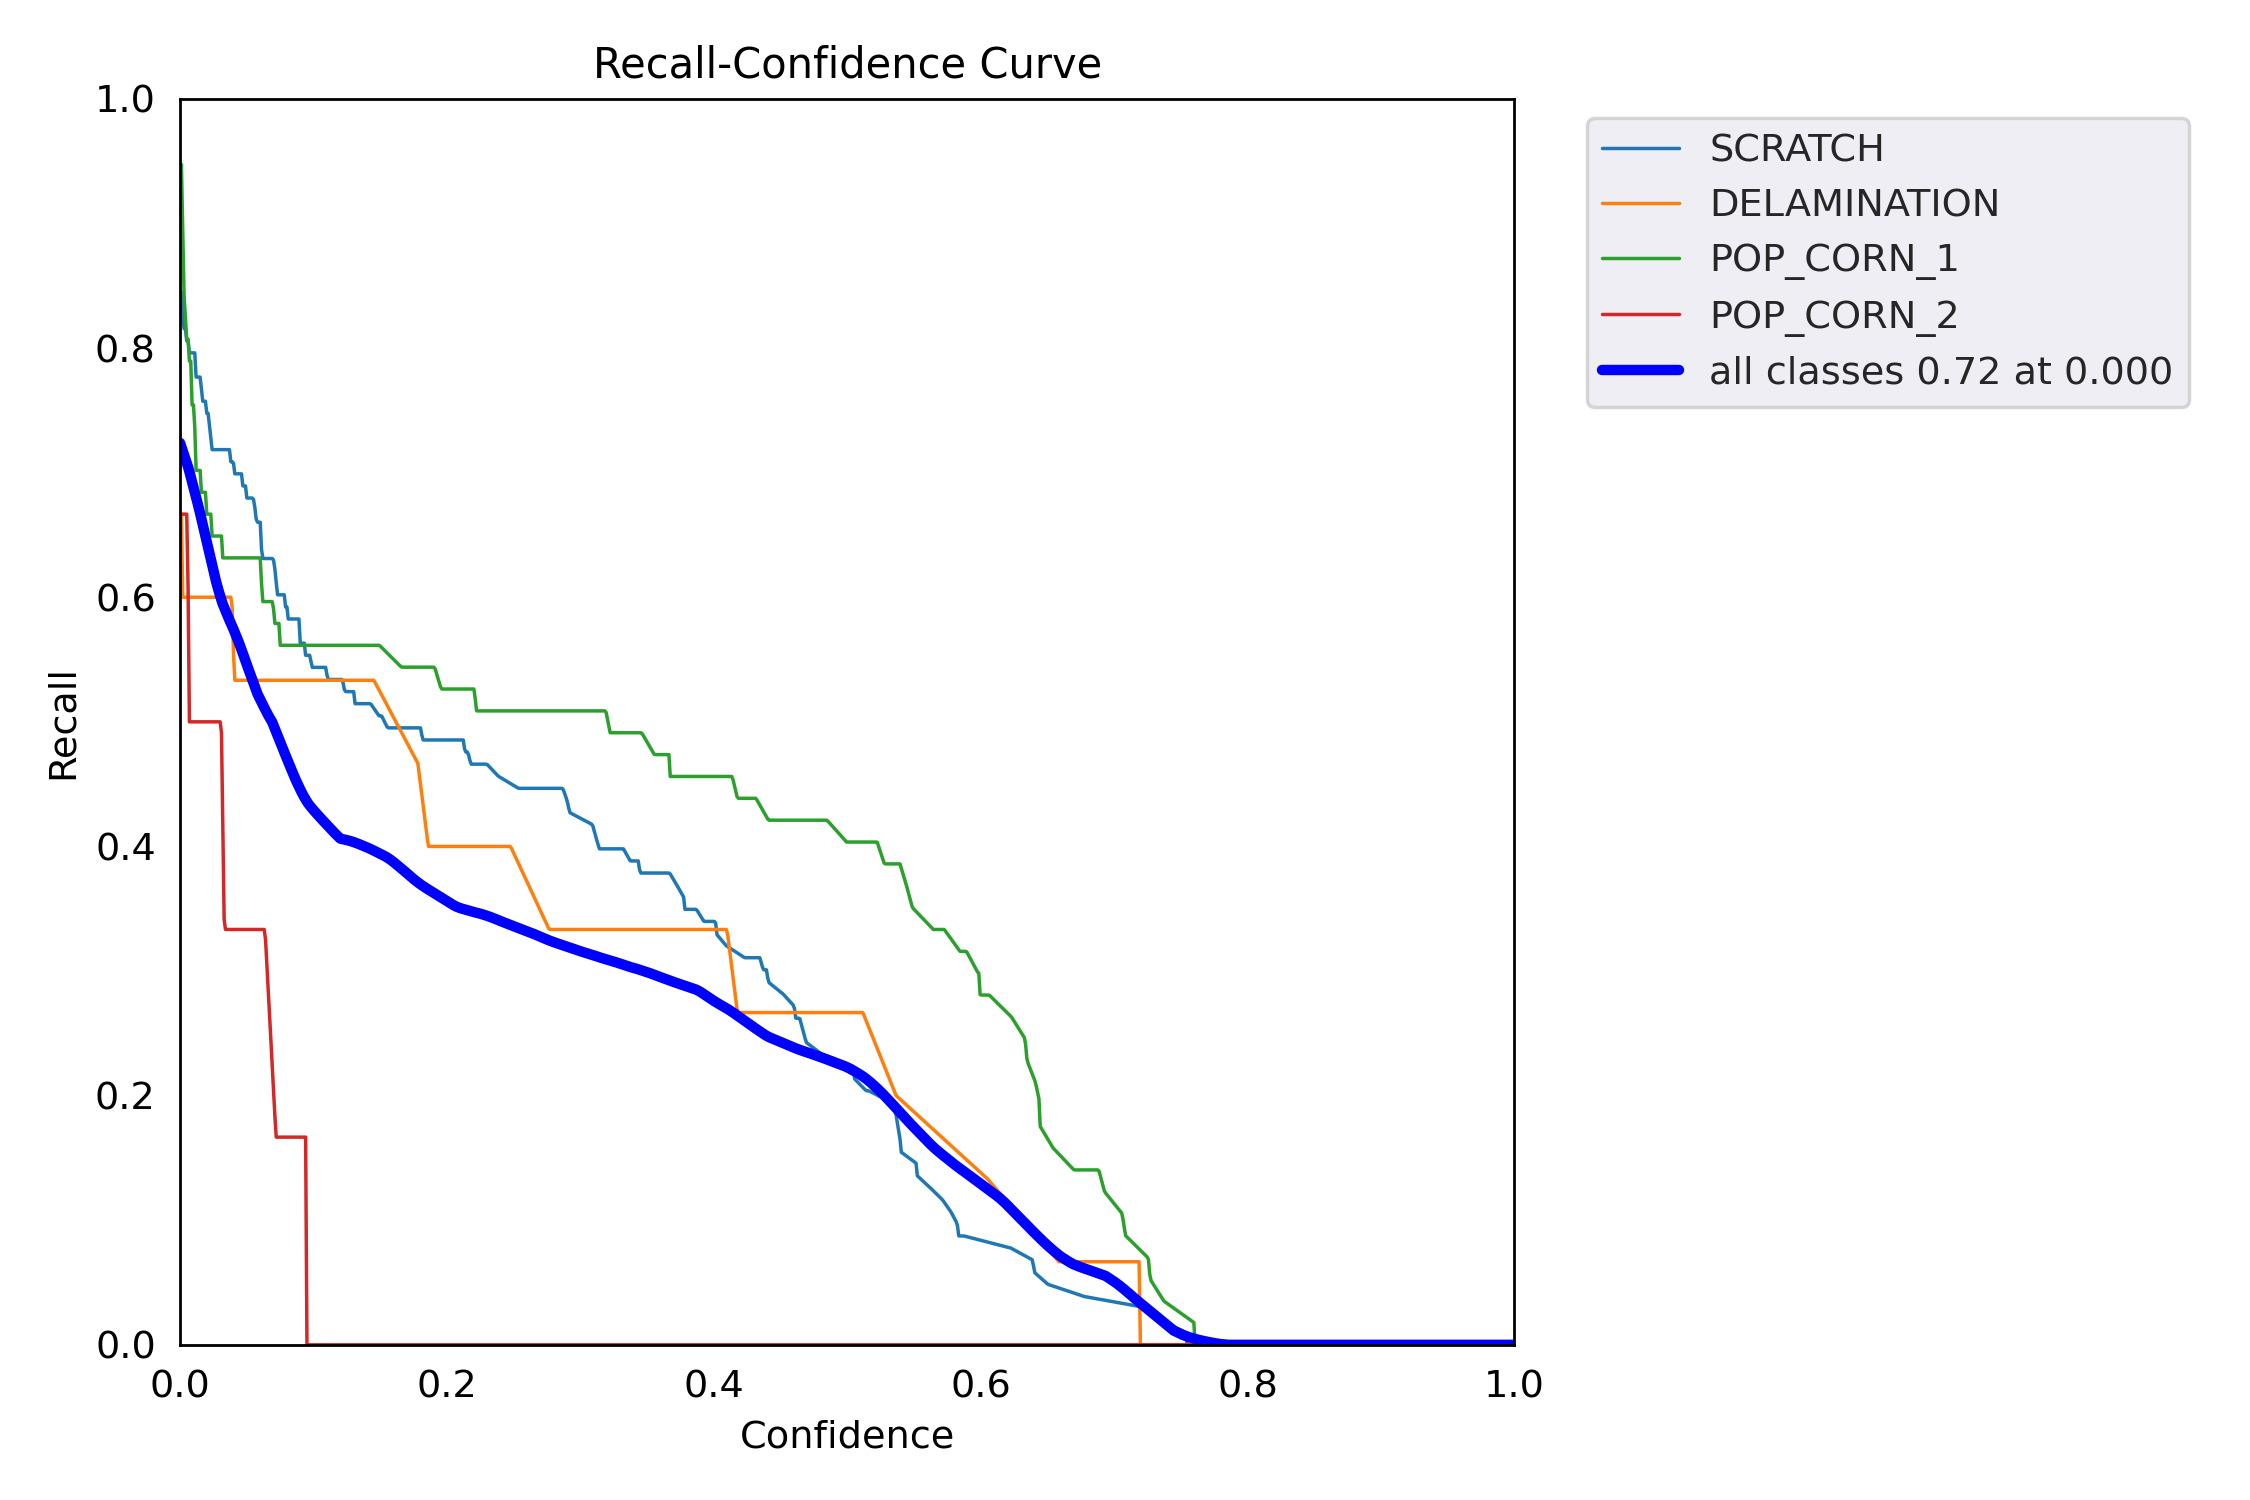 Recall-Confidence Curve
1.0
0.8
0.6
0.4
0.2
0.0
Recall
0.0 0.2 0.4 0.6 0.8 1.0
Confidence
SCRATCH
DELAMINATION
POP_CORN_1
POP_CORN_2
all classes 0.72 at 0.000